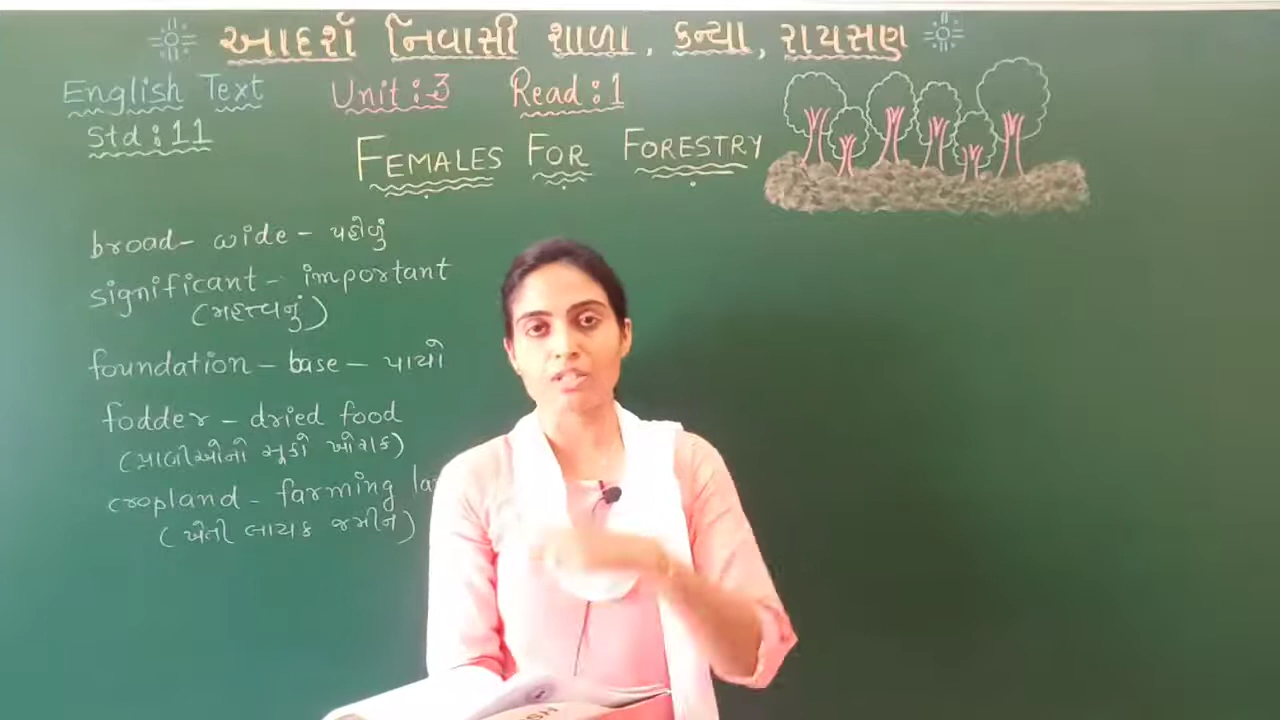 આદર્શ નિવાસી શાળા, કન્યા, રાયસણ
English Text Unit:3 Read:1
Std:11
FEMALES FOR FORESTRY
broad - wide - પહોળું
significant - important
(મહત્ત્વનું)
foundation - base - પાયો
fodder - dried food
(પ્રાણીઓનો સૂકો ખોરાક)
cropland - farming
(ખેતી લાયક જમીન)